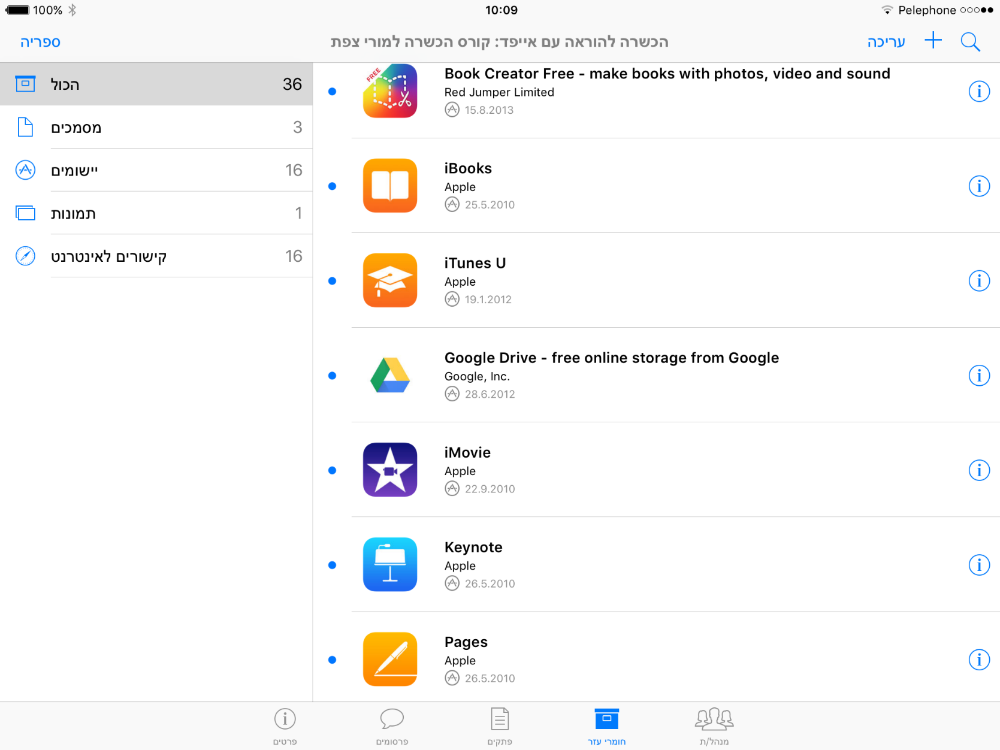 100%
10:09
Pelephone
ספריה
הכשרה להוראה עם אייפד: קורס הכשרה למורי צפת
עריכה
הכול
36
מסמכים
3
יישומים
16
תמונות
1
קישורים לאינטרנט
16
FREE
Book Creator Free - make books with photos, video and sound
Red Jumper Limited
15.8.2013
iBooks
Apple
25.5.2010
iTunes U
Apple
19.1.2012
Google Drive - free online storage from Google
Google, Inc.
28.6.2012
iMovie
Apple
22.9.2010
Keynote
Apple
26.5.2010
Pages
Apple
26.5.2010
פרטים
פרסומים
פתקים
חומרי עזר
מנהל/ת